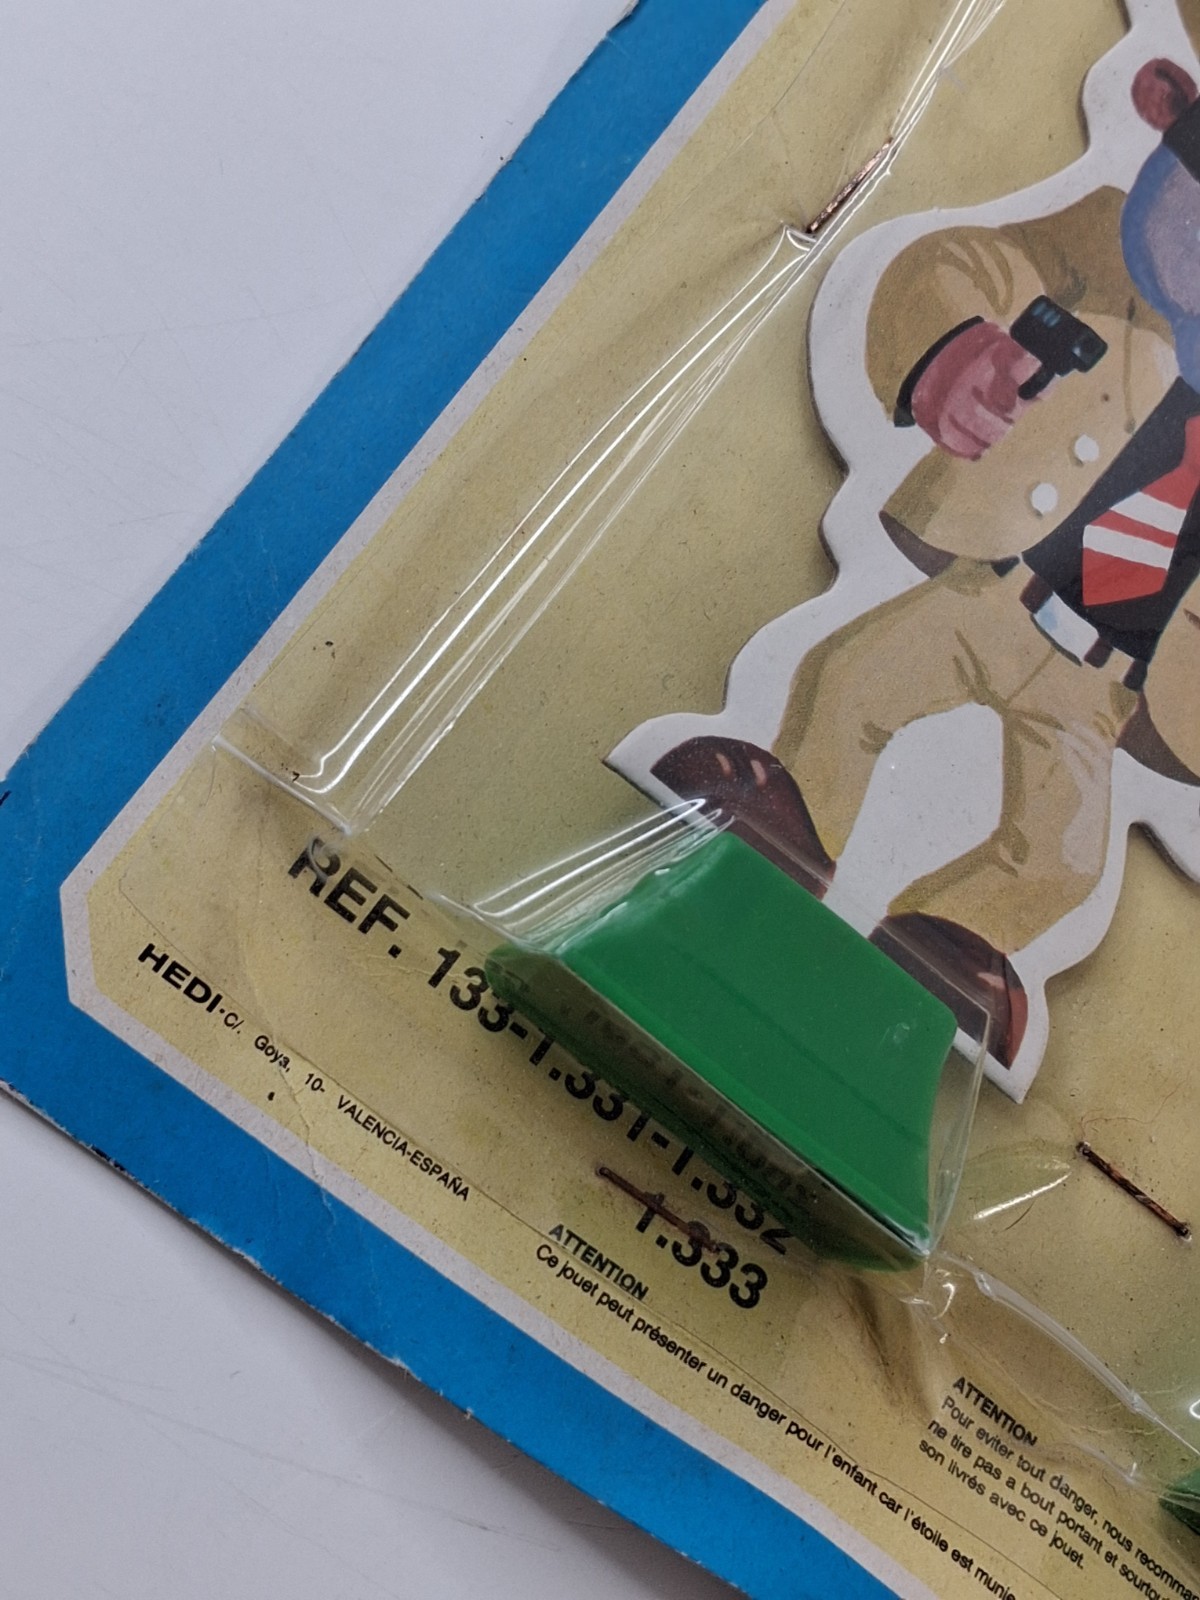 REF. 133-1.331-1.332
1.333
HEDI-c/. Goya, 10- VALENCIA-ESPAÑA
ATTENTION
Ce jouet peut présenter un danger pour l'enfant car l'étoile est munie
ATTENTION
Pour eviter tout danger, nous
ne tire pas a bout portant et
son livrés avec ce jouet.